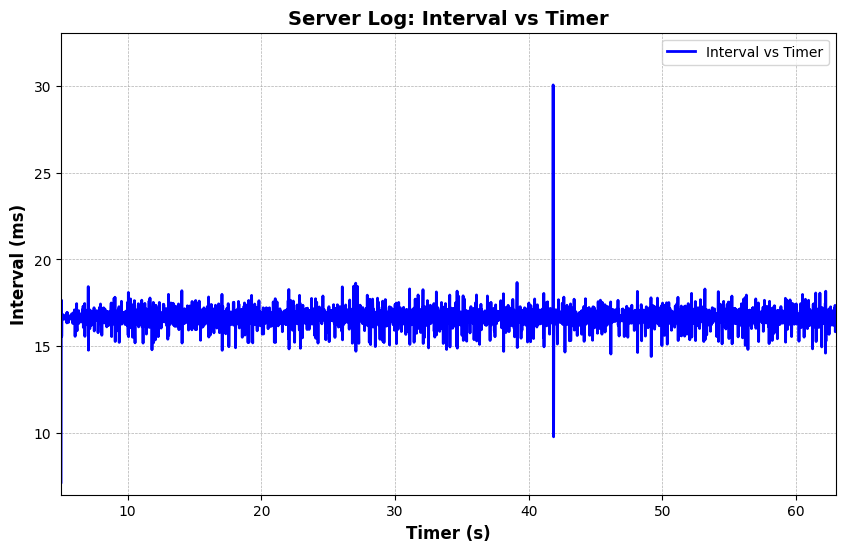 Server Log: Interval vs Timer
Interval vs Timer
30
25
20
15
10
Interval (ms)
10 20 30 40 50 60
Timer (s)